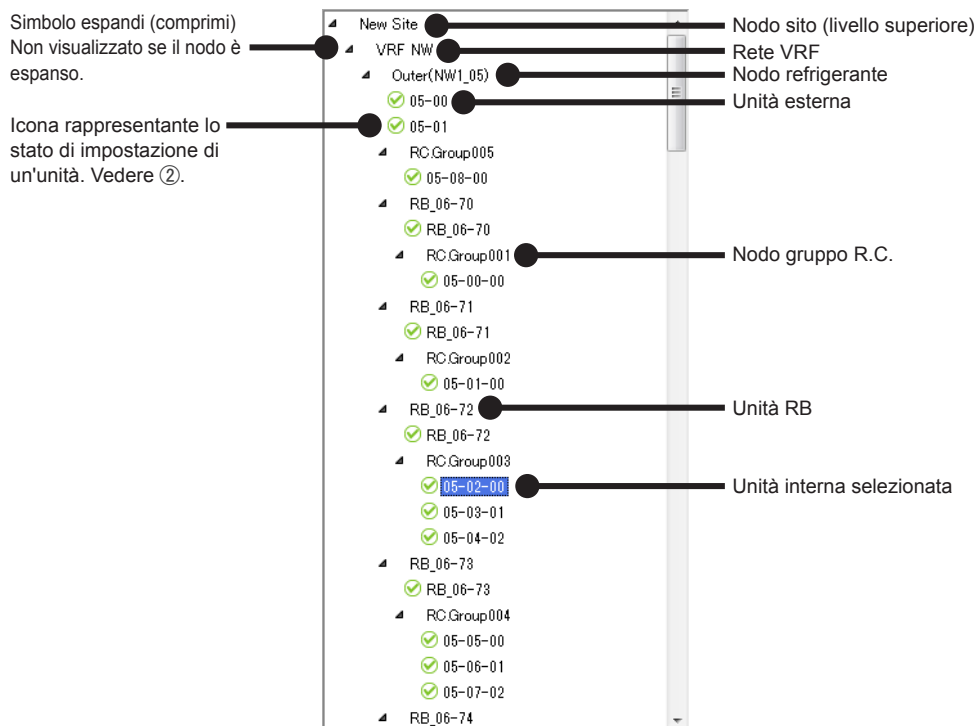 Simbolo espandi (comprimi)
Non visualizzato se il nodo è
espanso.
Icona rappresentante lo
stato di impostazione di
un'unità. Vedere ②.
New Site
VRF NW
Outer(NW1_05)
05-00
05-01
RC.Group005
05-08-00
RB_06-70
RB_06-70
RC.Group001
05-00-00
RB_06-71
RB_06-71
RC.Group002
05-01-00
RB_06-72
RB_06-72
RC.Group003
05-02-00
05-03-01
05-04-02
RB_06-73
RB_06-73
RC.Group004
05-05-00
05-06-01
05-07-02
RB_06-74
Nodo sito (livello superiore)
Rete VRF
Nodo refrigerante
Unità esterna
Nodo gruppo R.C.
Unità RB
Unità interna selezionata